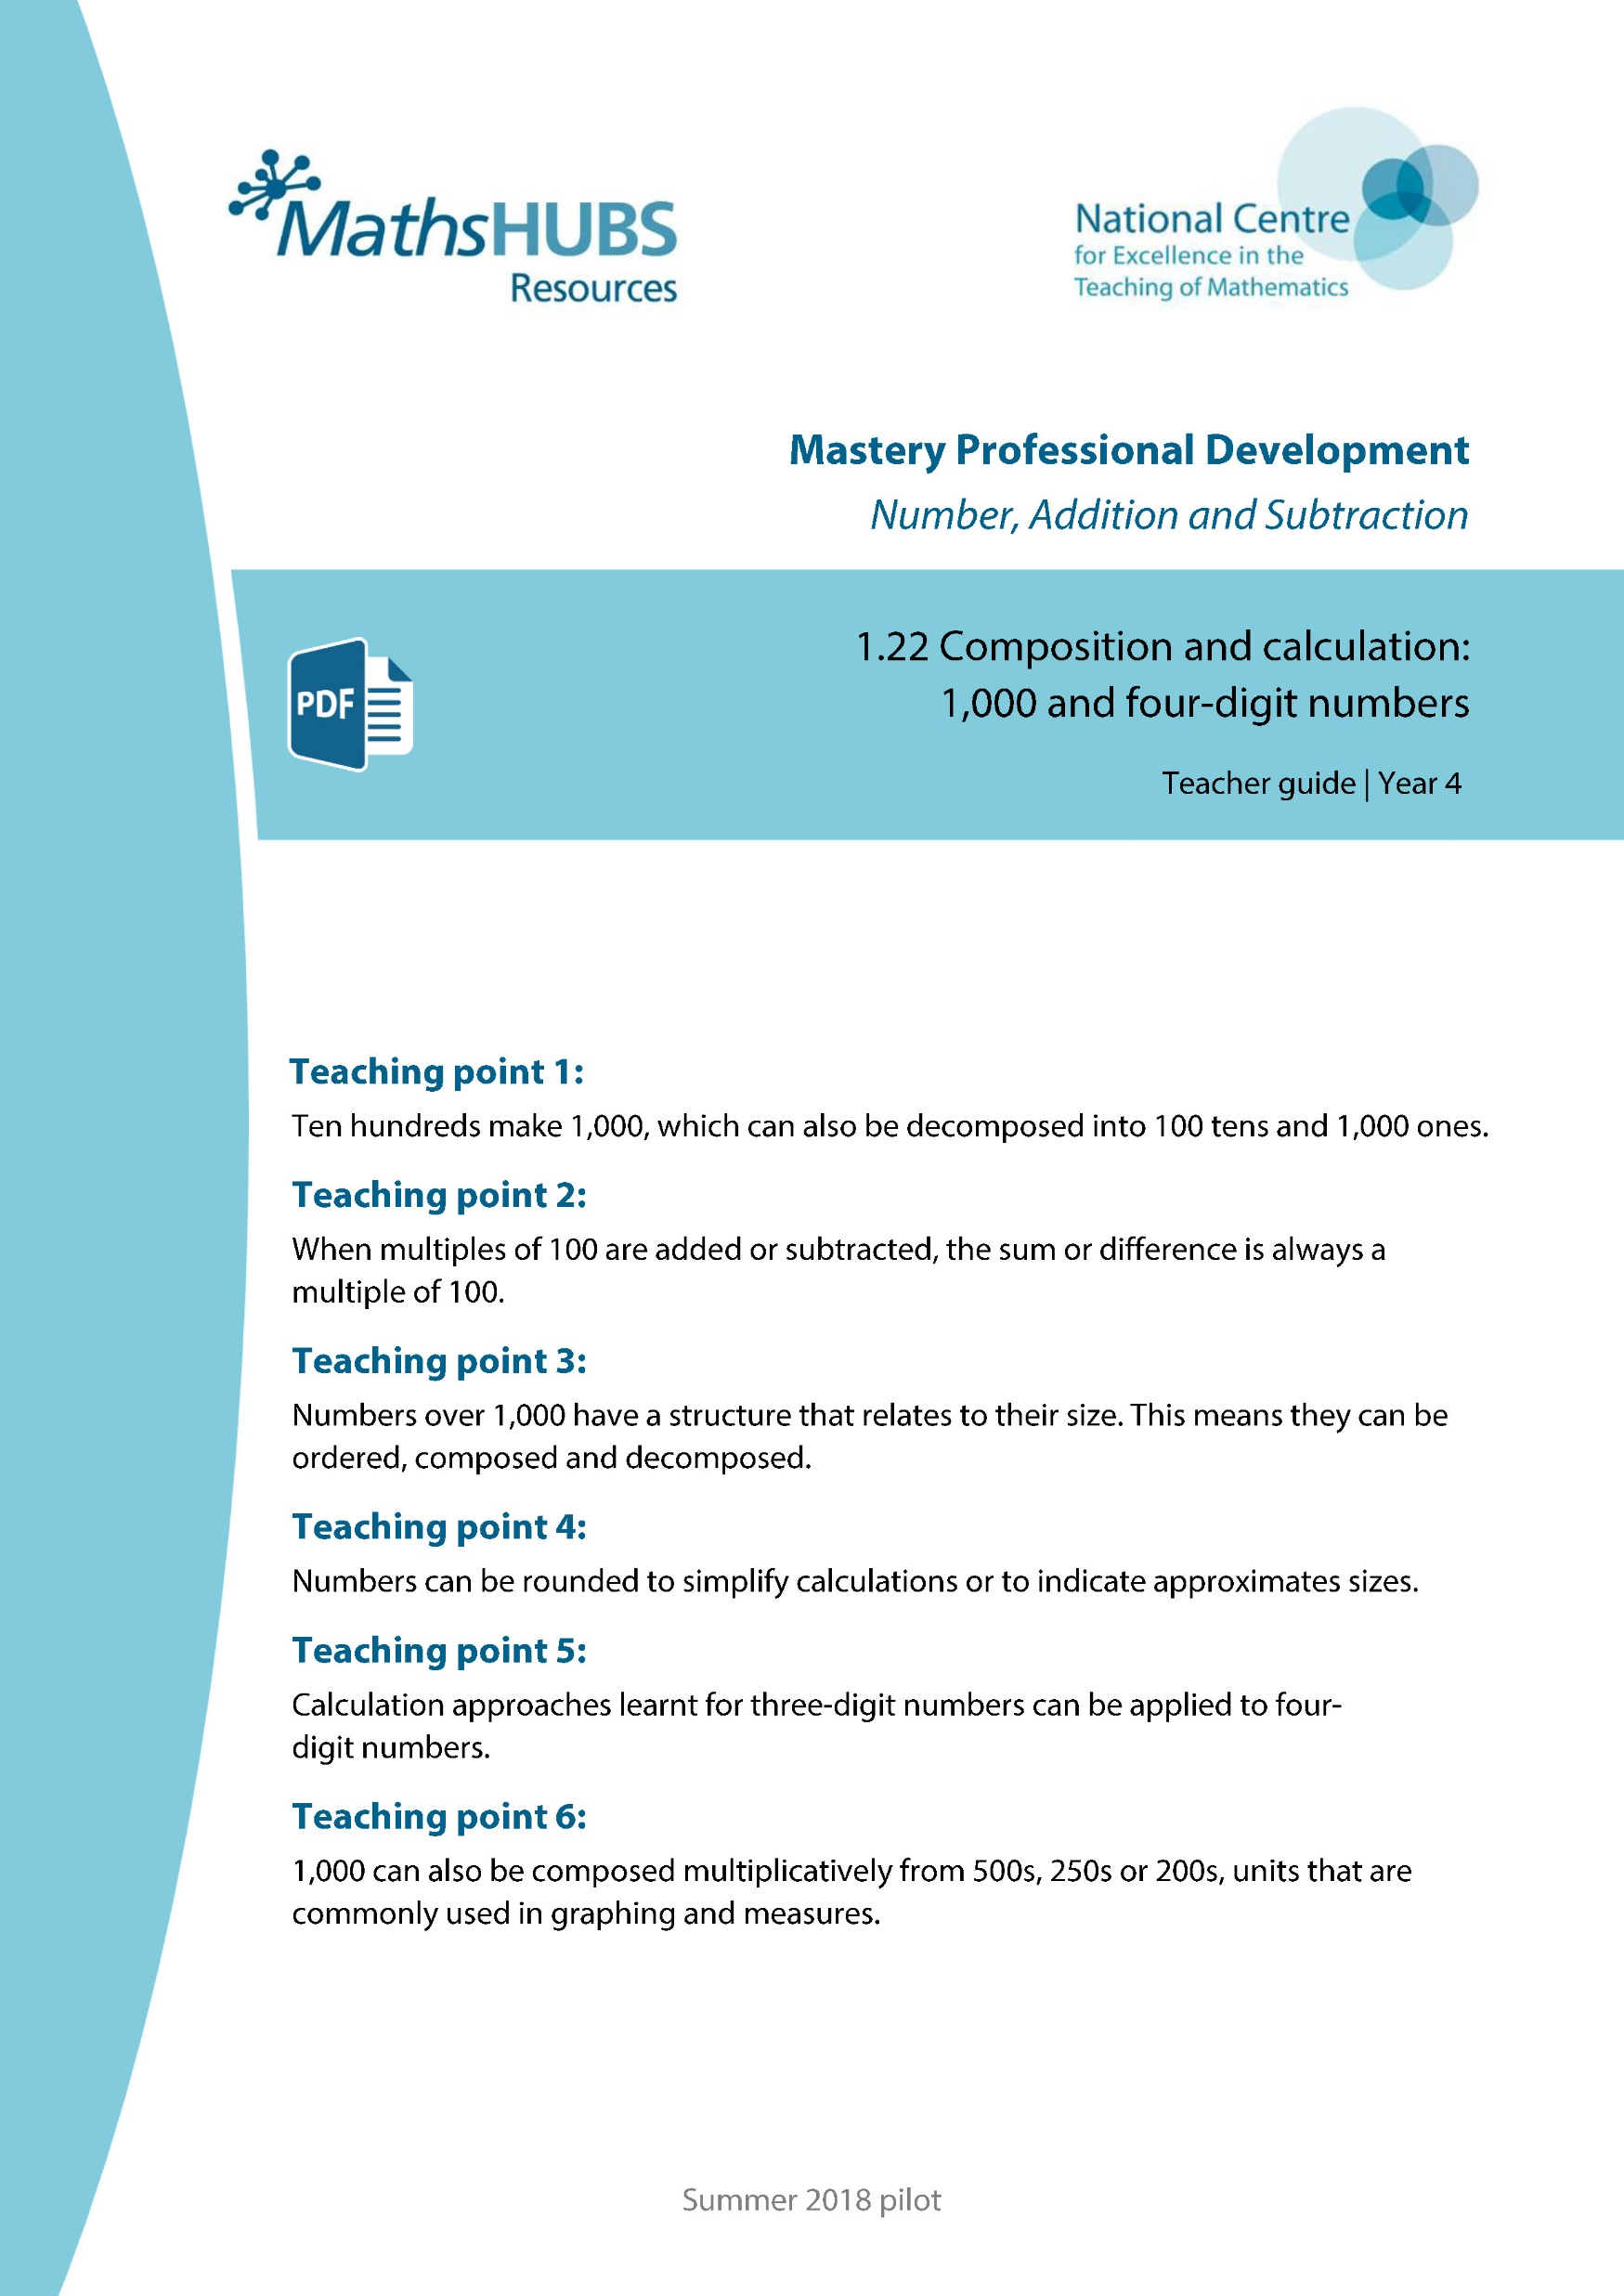 MathsHUBS
Resources
National Centre
for Excellence in the
Teaching of Mathematics
Mastery Professional Development
Number, Addition and Subtraction
PDF
1.22 Composition and calculation:
1,000 and four-digit numbers
Teacher guide | Year 4
Teaching point 1:
Ten hundreds make 1,000, which can also be decomposed into 100 tens and 1,000 ones.
Teaching point 2:
When multiples of 100 are added or subtracted, the sum or difference is always a
multiple of 100.
Teaching point 3:
Numbers over 1,000 have a structure that relates to their size. This means they can be
ordered, composed and decomposed.
Teaching point 4:
Numbers can be rounded to simplify calculations or to indicate approximates sizes.
Teaching point 5:
Calculation approaches learnt for three-digit numbers can be applied to four-
digit numbers.
Teaching point 6:
1,000 can also be composed multiplicatively from 500s, 250s or 200s, units that are
commonly used in graphing and measures.
Summer 2018 pilot